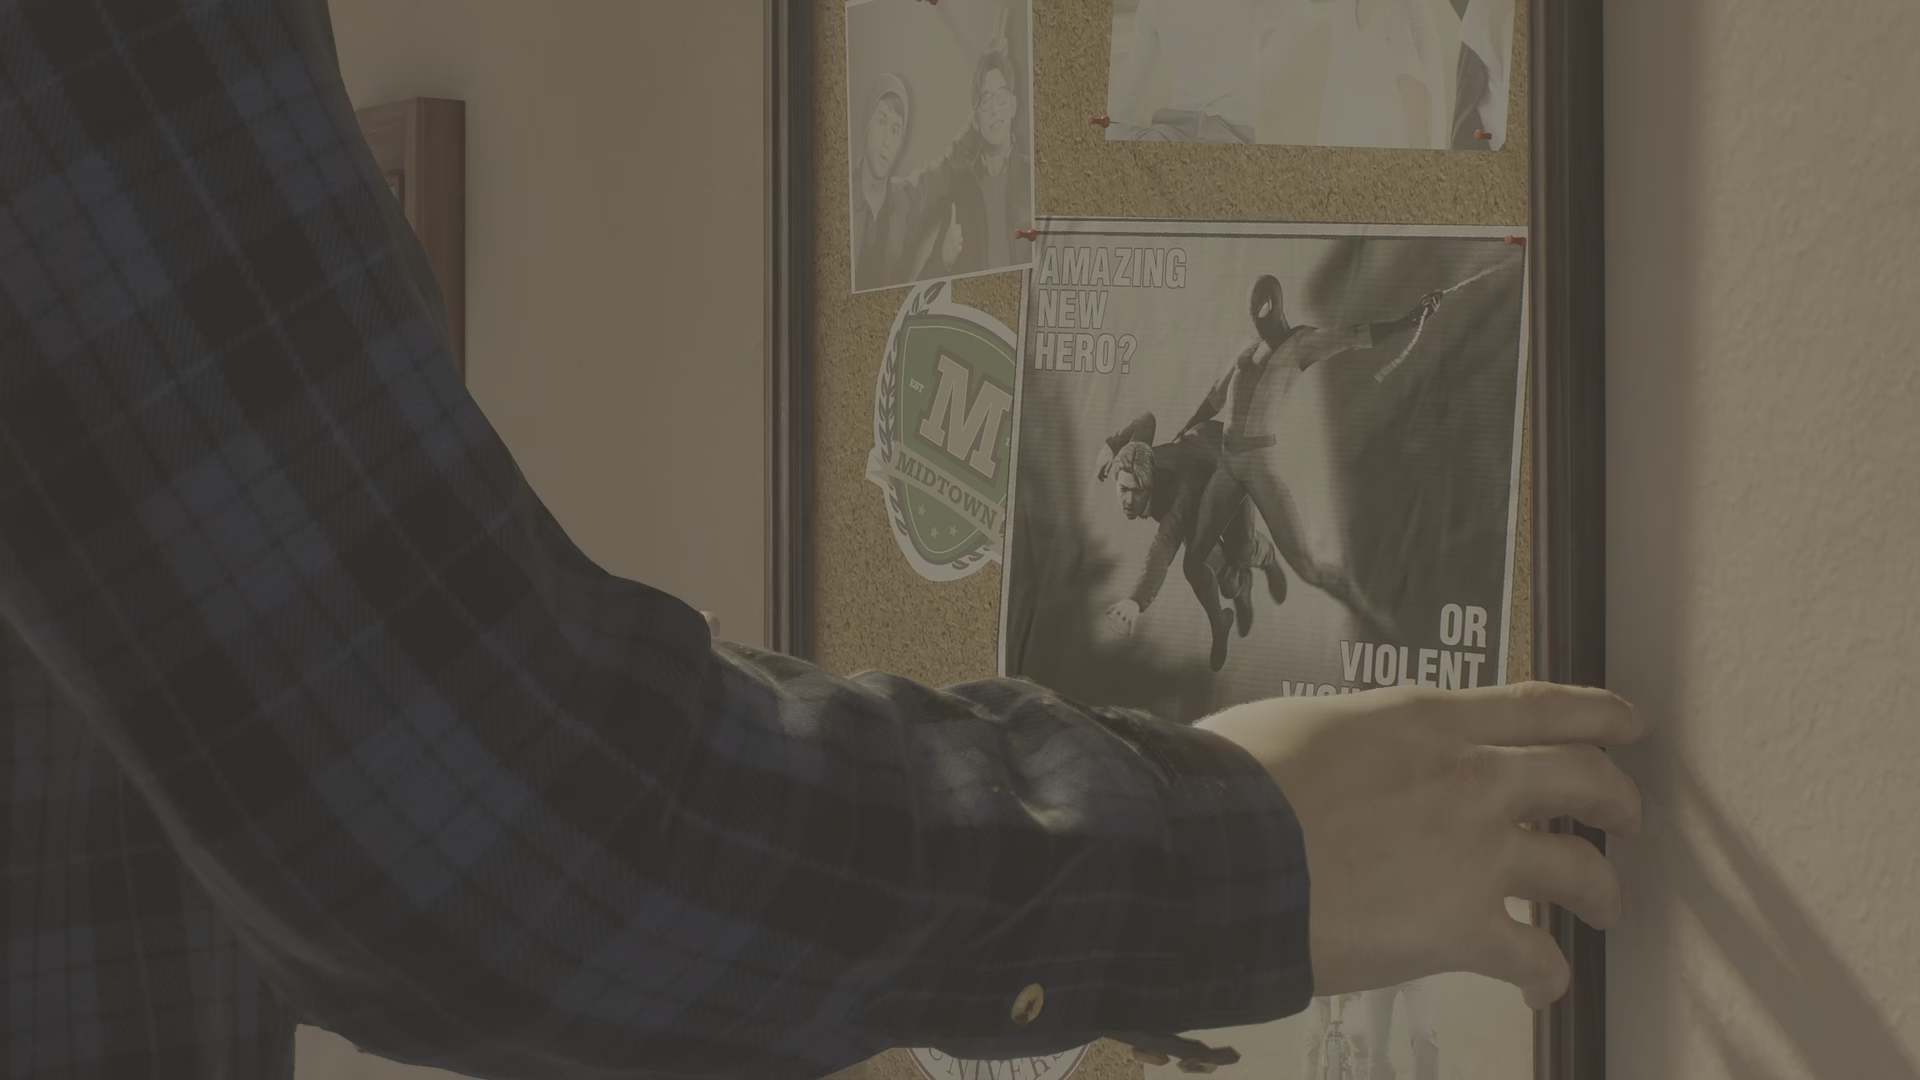 AMAZING
NEW
HERO?
EST
M
MIDTOWN
OR
VIOLENT